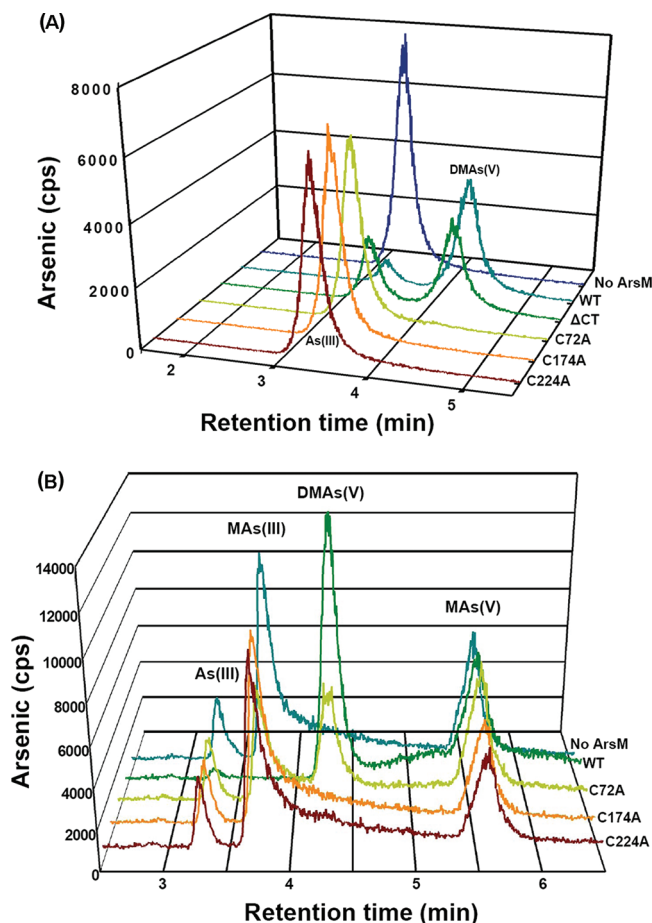 (A)
8000
6000
4000
2000
0
Arsenic (cps)
DMAs(V)
As(III)
No ArsM
WT
ΔCT
C72A
C174A
C224A
2
3
4
5
Retention time (min)
(B)
14000
12000
10000
8000
6000
4000
2000
0
Arsenic (cps)
DMAs(V)
MAs(III)
MAs(V)
As(III)
No ArsM
WT
C72A
C174A
C224A
3
4
5
6
Retention time (min)